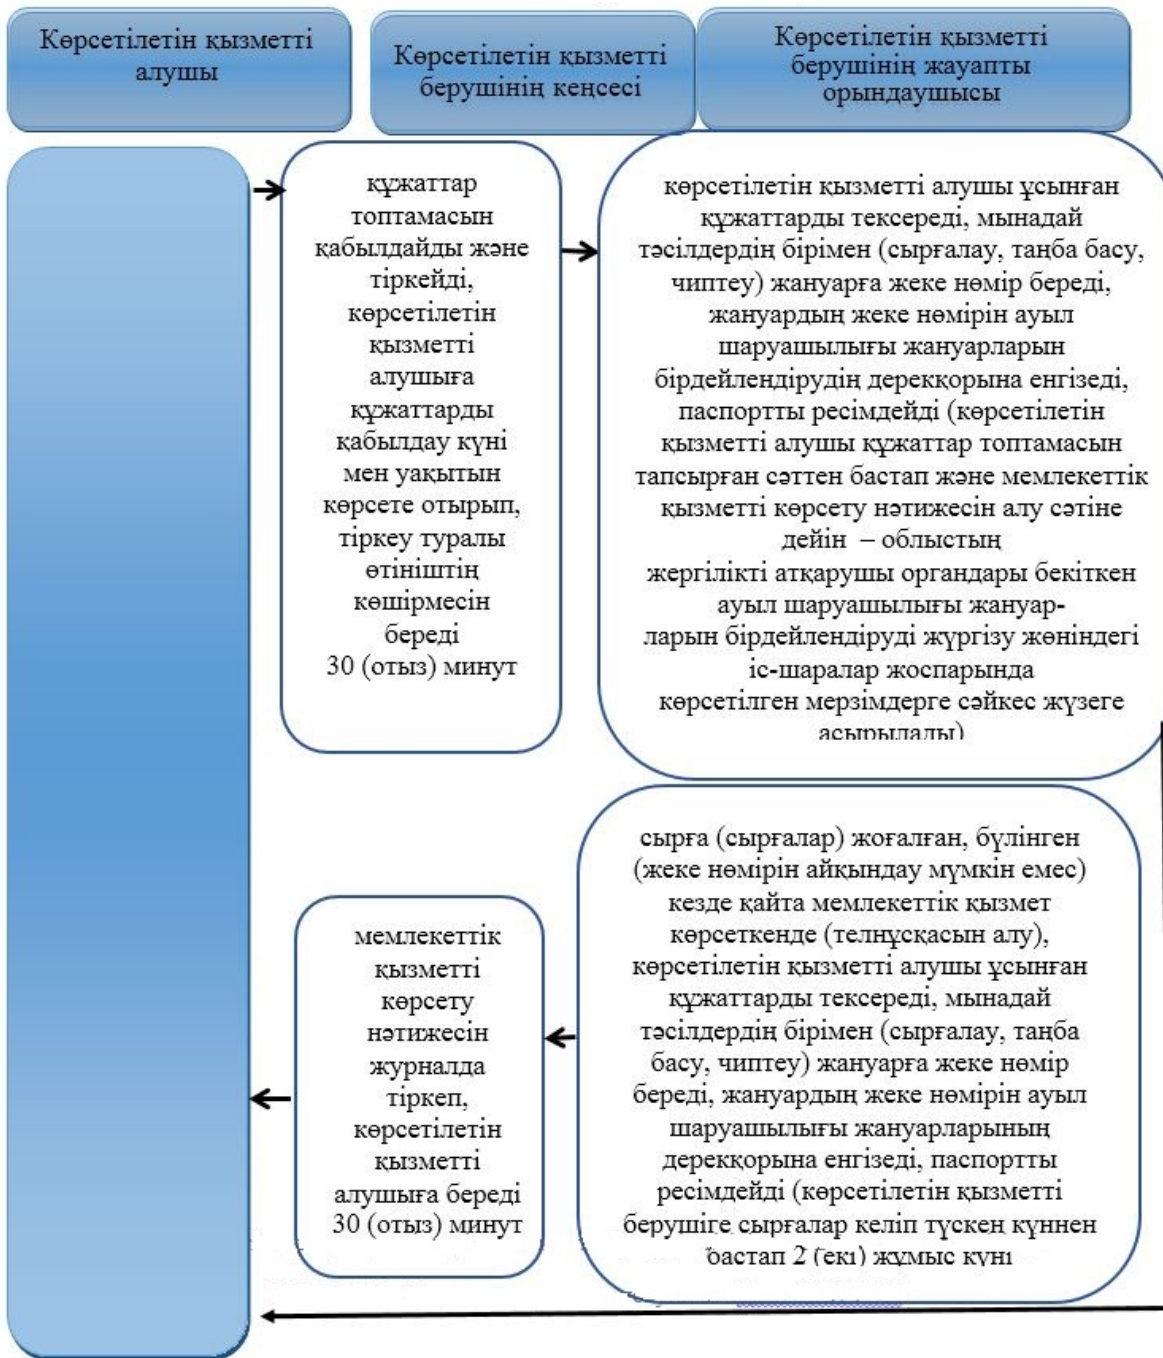 Көрсетілетін қызметті
алушы
Көрсетілетін қызметті
берушінің кеңсесі
Көрсетілетін қызметті
берушінің жауапты
орындаушысы
құжаттар
топтамасын
қабылдайды және
тіркейді,
көрсетілетін
қызметті
алушыға
құжаттарды
қабылдау күні
мен уақытын
көрсете отырып,
тіркеу туралы
өтініштің
көшірмесін
береді
30 (отыз) минут
көрсетілетін қызметті алушы ұсынған
құжаттарды тексереді, мынадай
тәсілдердің бірімен (сырғалау, таңба басу,
чиптеу) жануарға жеке нөмір береді,
жануардың жеке нөмірін ауыл
шаруашылығы жануарларын
бірдейлендірудің дерекқорына енгізеді,
паспортты ресімдейді (көрсетілетін
қызметті алушы құжаттар топтамасын
тапсырған сәттен бастап және мемлекеттік
қызметті көрсету нәтижесін алу сәтіне
дейін – облыстың
жергілікті атқарушы органдары бекіткен
ауыл шаруашылығы жануар-
ларын бірдейлендіруді жүргізу жөніндегі
іс-шаралар жоспарында
көрсетілген мерзімдерге сәйкес жүзеге
асырылады)
сырға (сырғалар) жоғалған, бүлінген
(жеке нөмірін айқындау мүмкін емес)
кезде қайта мемлекеттік қызмет
көрсеткенде (телнұсқасын алу),
көрсетілетін қызметті алушы ұсынған
құжаттарды тексереді, мынадай
тәсілдердің бірімен (сырғалау, таңба
басу, чиптеу) жануарға жеке нөмір
береді, жануардың жеке нөмірін ауыл
шаруашылығы жануарларының
дерекқорына енгізеді, паспортты
ресімдейді (көрсетілетін қызметті
берушіге сырғалар келіп түскен күннен
бастап 2 (екі) жұмыс күні
мемлекеттік
қызметті
көрсету
нәтижесін
журналда
тіркеп,
көрсетілетін
қызметті
алушыға береді
30 (отыз) минут